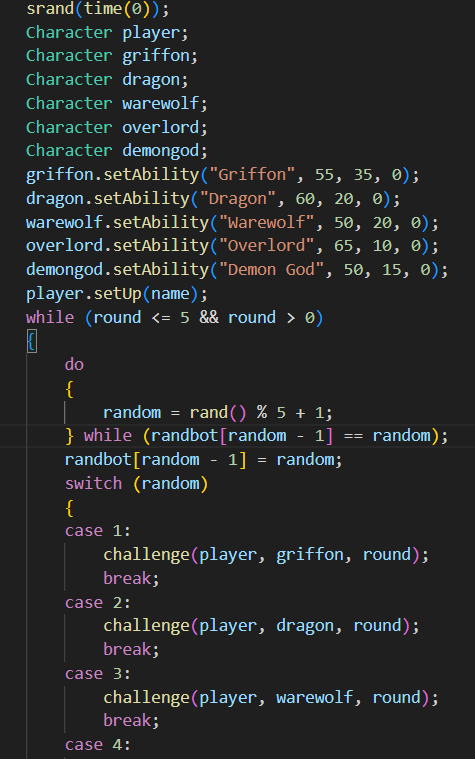 srand(time(0));
Character player;
Character griffon;
Character dragon;
Character warewolf;
Character overlord;
Character demongod;
griffon.setAbility("Griffon", 55, 35, 0);
dragon.setAbility("Dragon", 60, 20, 0);
warewolf.setAbility("Warewolf", 50, 20, 0);
overlord.setAbility("Overlord", 65, 10, 0);
demongod.setAbility("Demon God", 50, 15, 0);
player.setUp(name);
while (round <= 5 && round > 0)
{
do
{
random = rand() % 5 + 1;
} while (randbot[random - 1] == random);
randbot[random - 1] = random;
switch (random)
{
case 1:
challenge(player, griffon, round);
break;
case 2:
challenge(player, dragon, round);
break;
case 3:
challenge(player, warewolf, round);
break;
case 4: